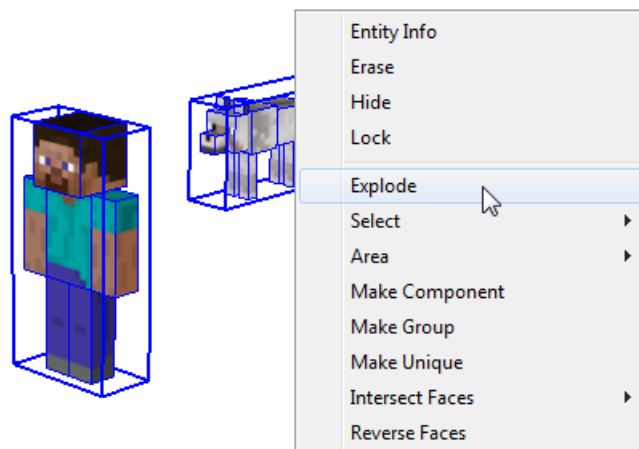 Entity Info
Erase
Hide
Lock
Explode
Select
Area
Make Component
Make Group
Make Unique
Intersect Faces
Reverse Faces